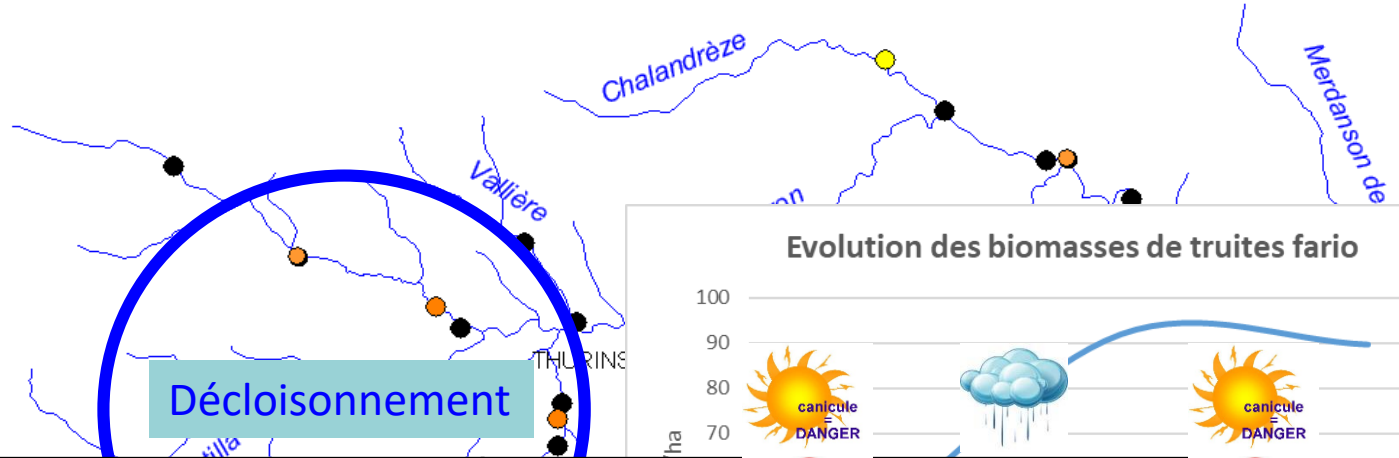 Chalandrèze
Merdanson de
Vallière
Evolution des biomasses de truites fario
100
90
80
70
THURINS
Décloisonnement
canicule
=
DANGER
canicule
=
DANGER
/ha